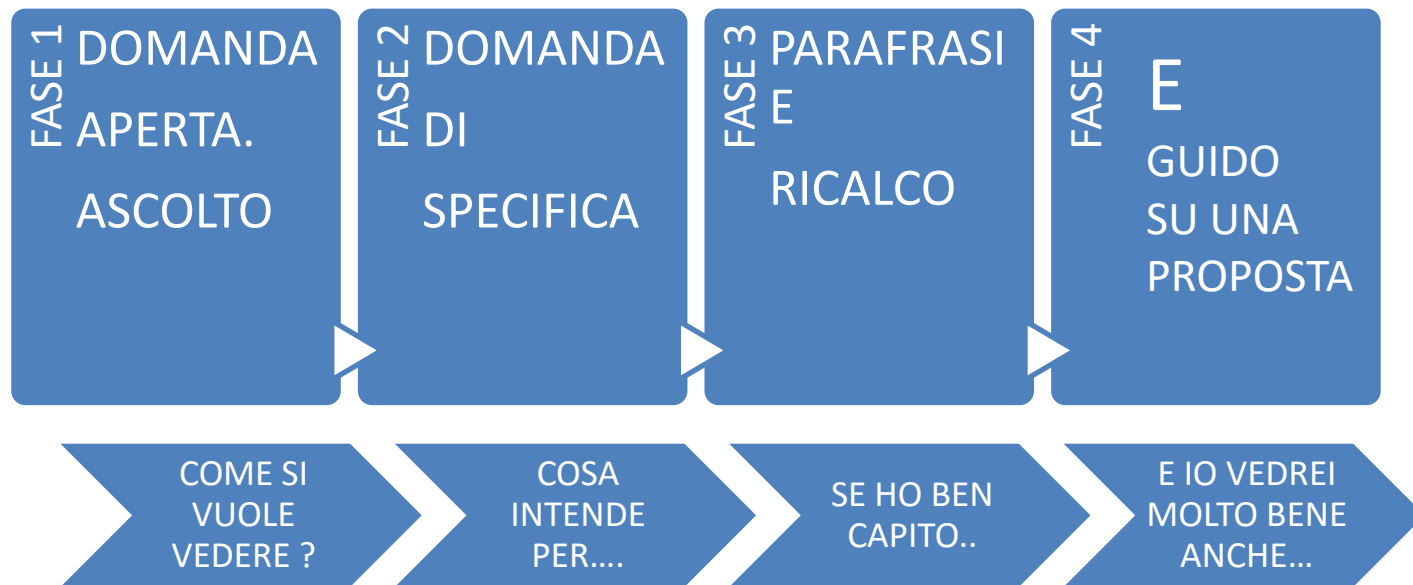 FASE 1
DOMANDA
APERTA.
ASCOLTO
FASE 2
DOMANDA
DI
SPECIFICA
FASE 3
PARAFRASI
E
RICALCO
FASE 4
E
GUIDO
SU UNA
PROPOSTA
COME SI
VUOLE
VEDERE ?
COSA
INTENDE
PER....
SE HO BEN
CAPITO..
E IO VEDREI
MOLTO BENE
ANCHE...